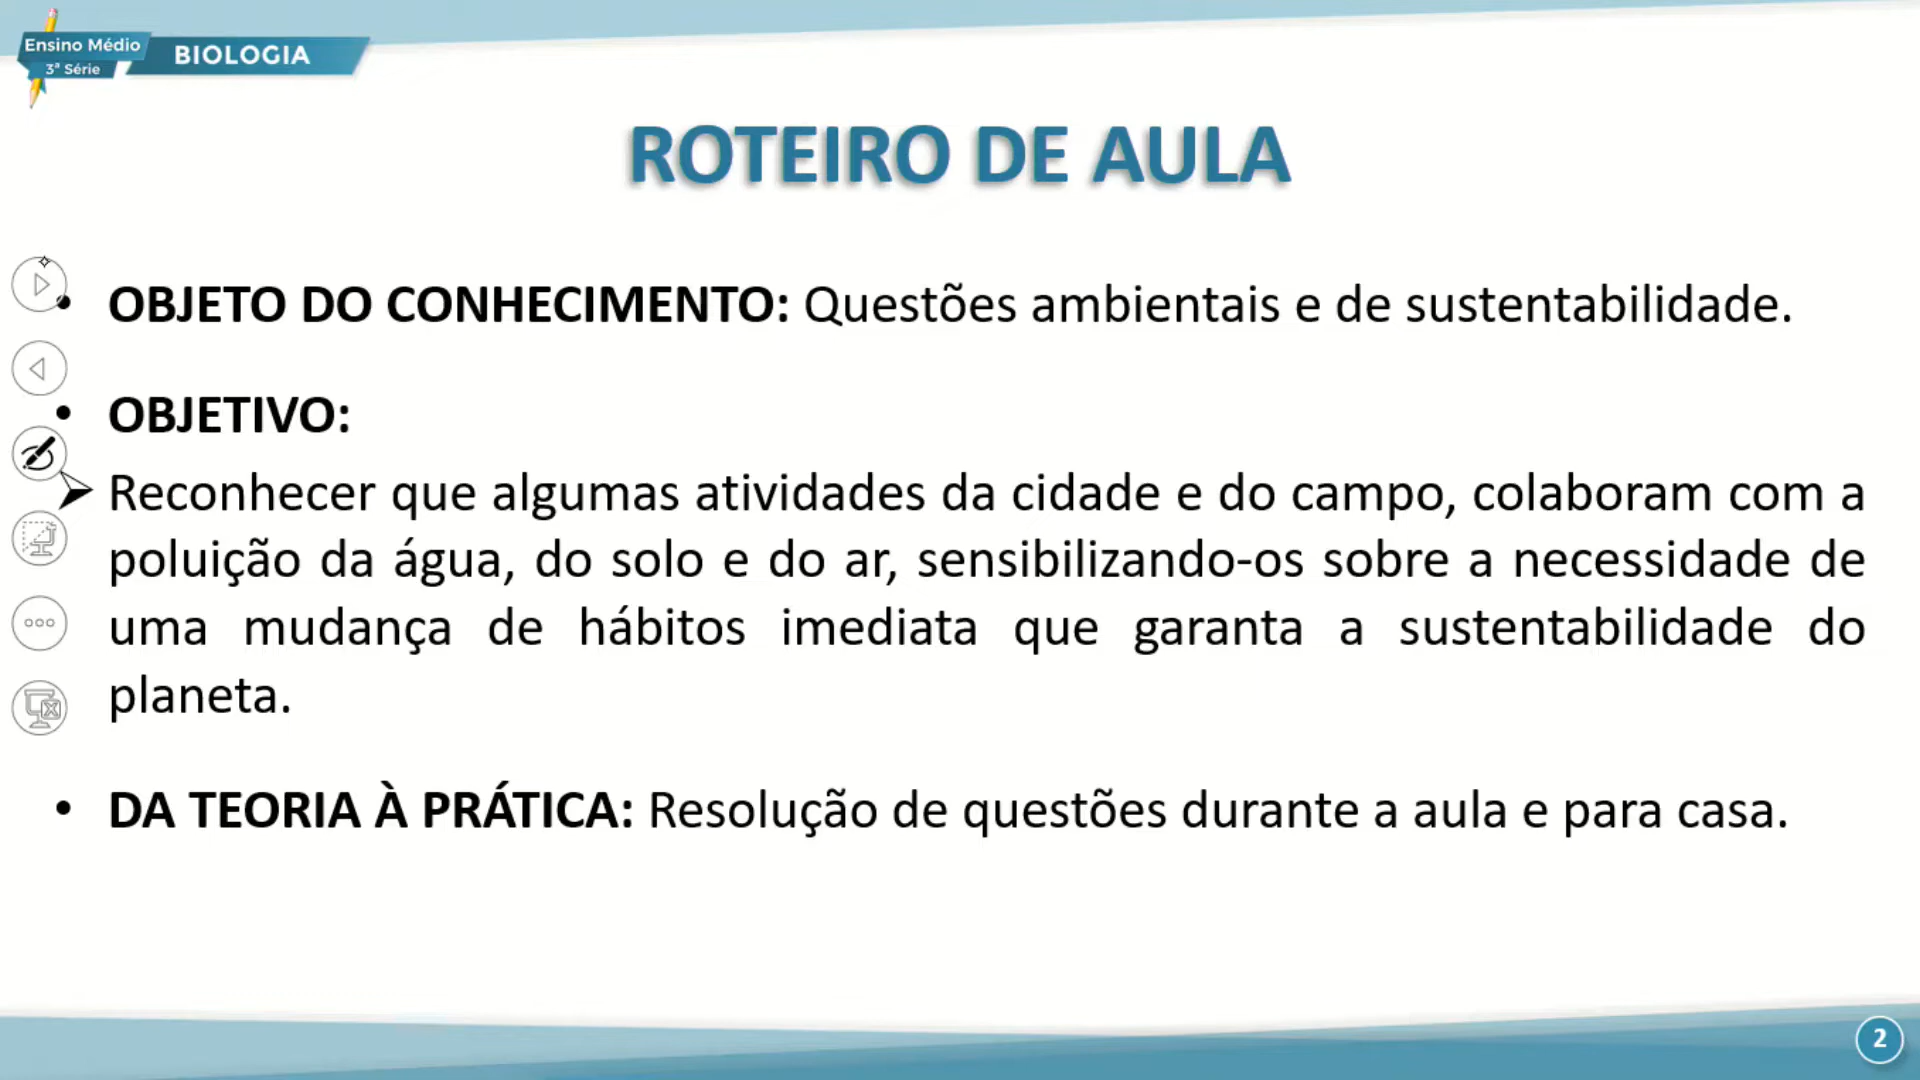 Ensino Médio
3ª Série
BIOLOGIA
ROTEIRO DE AULA
• OBJETO DO CONHECIMENTO: Questões ambientais e de sustentabilidade.
• OBJETIVO:
➢ Reconhecer que algumas atividades da cidade e do campo, colaboram com a
poluição da água, do solo e do ar, sensibilizando-os sobre a necessidade de
uma mudança de hábitos imediata que garanta a sustentabilidade do
planeta.
• DA TEORIA À PRÁTICA: Resolução de questões durante a aula e para casa.
2